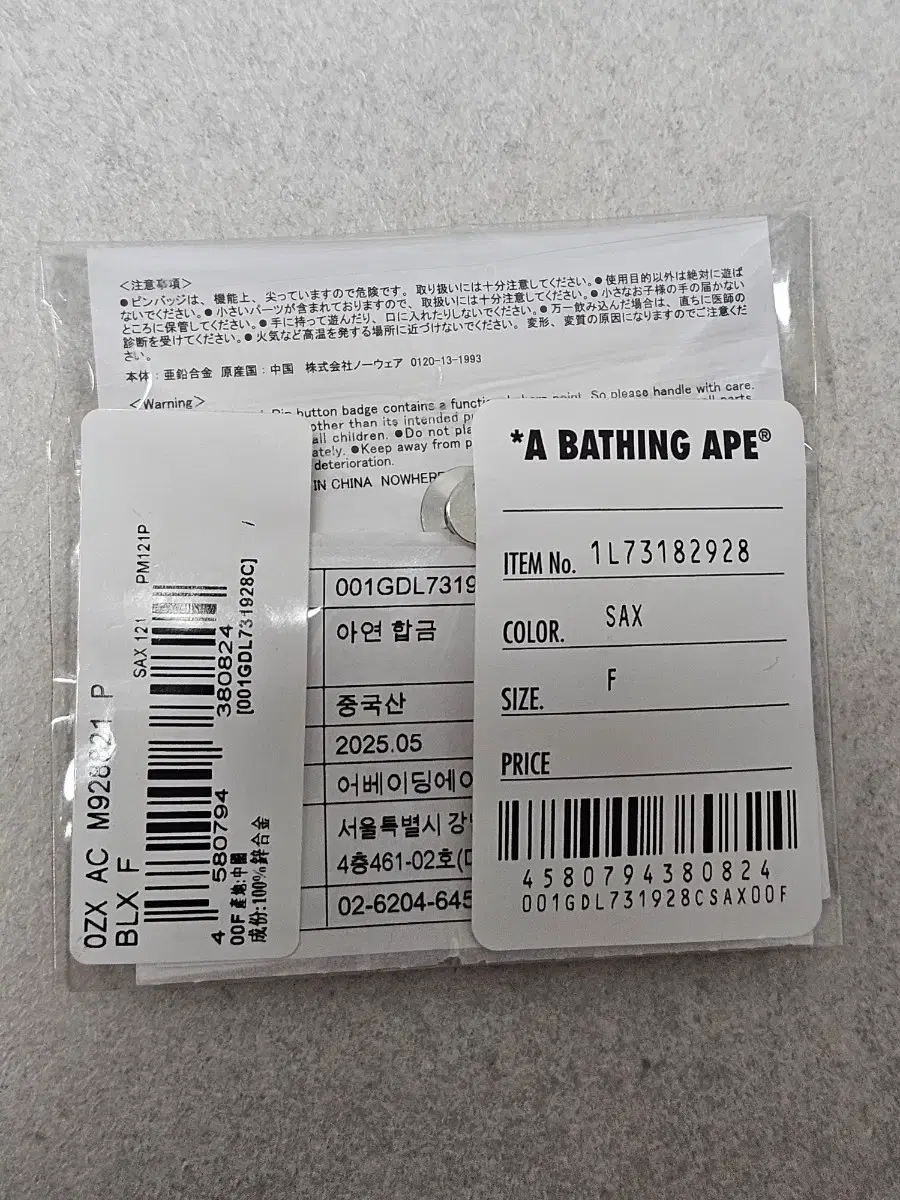 <注意事項>
●ピンバッジは、機能上、尖っていますので危険です。取り扱いには十分注意してください。●使用目的以外は絶対に遊ば
ないでください。●小さいパーツが含まれておりますので、取扱いには十分注意してください。●小さなお子様の手の届かない
ところに保管してください。●手に持って遊んだり、口に入れたりしないでください。●万一飲み込んだ場合は、直ちに医師の
診断を受けてください。●火気など高温を発する場所に近づけないでください。変形、変質の原因になりますのでご注意くだ
さい。
本体:亜鉛合金 原産国:中国 株式会社ノーウェア 0120-13-1993
<Warning>
Pin button badge contains a functional sharp point. So please handle with care.
other than its intended
small children. ●Do not
●Keep away from
deterioration.
IN CHINA NOWHERE
001GDL7319
아연 합금
중국산
2025.05
어베이딩에이
서울특별시 강
4층461-02호
02-6204-645
*A BATHING APE®
ITEM No. 1L73182928
COLOR. SAX
SIZE. F
PRICE
4580794380824
001GDL731928CSAX00F
0ZX AC M928821 P
BLX F
SAX 121 PM121P
4 580794 380824
[001GDL731928C] /
00F 產地:中國
成份:100%鋅合金